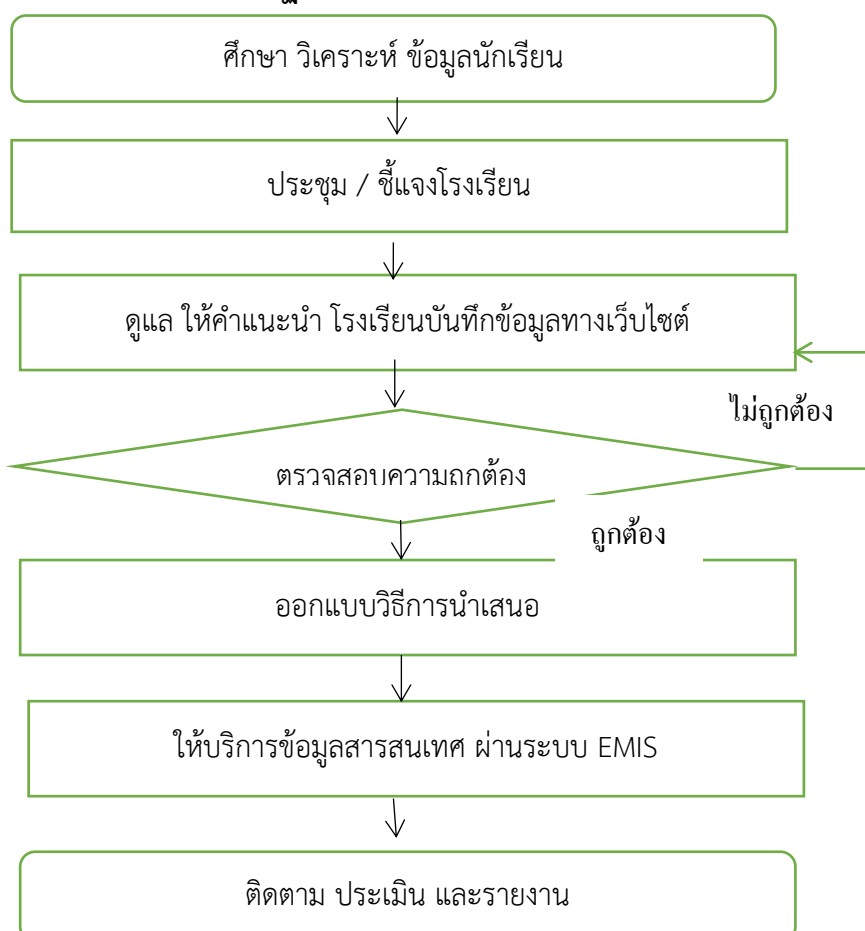 ศึกษา วิเคราะห์ ข้อมูลนักเรียน
ประชุม / ชี้แจงโรงเรียน
ดูแล ให้คำแนะนำ โรงเรียนบันทึกข้อมูลทางเว็บไซต์
ไม่ถูกต้อง
ตรวจสอบความถูกต้อง
ถูกต้อง
ออกแบบวิธีการนำเสนอ
ให้บริการข้อมูลสารสนเทศ ผ่านระบบ EMIS
ติดตาม ประเมิน และรายงาน